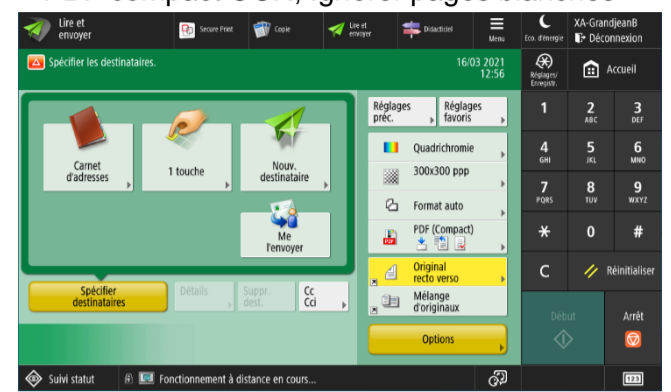 Lire et
envoyer
Secure Print
Copie
Lire et
envoyer
Didacticiel
Menu
Eco. d'énergie
XA-GrandjeanB
Déconnexion
Spécifier les destinataires.
16/03 2021
12:56
Réglages/
Enregistr.
Accueil
Carnet
d'adresses
1 touche
Nouv.
destinataire
Me
l'envoyer
Spécifier
destinataires
Détails
Suppr.
dest.
Cc
Cci
Réglages
préc.
Réglages
favoris
Quadrichromie
300x300 ppp
Format auto
PDF (Compact)
PDF
Original
recto verso
Mélange
d'originaux
Options
1
2
ABC
3
DEF
4
GHI
5
JKL
6
MNO
7
PQRS
8
TUV
9
WXYZ
*
0
#
C
Réinitialiser
Début
Arrêt
Suivi statut
Fonctionnement à distance en cours...
123